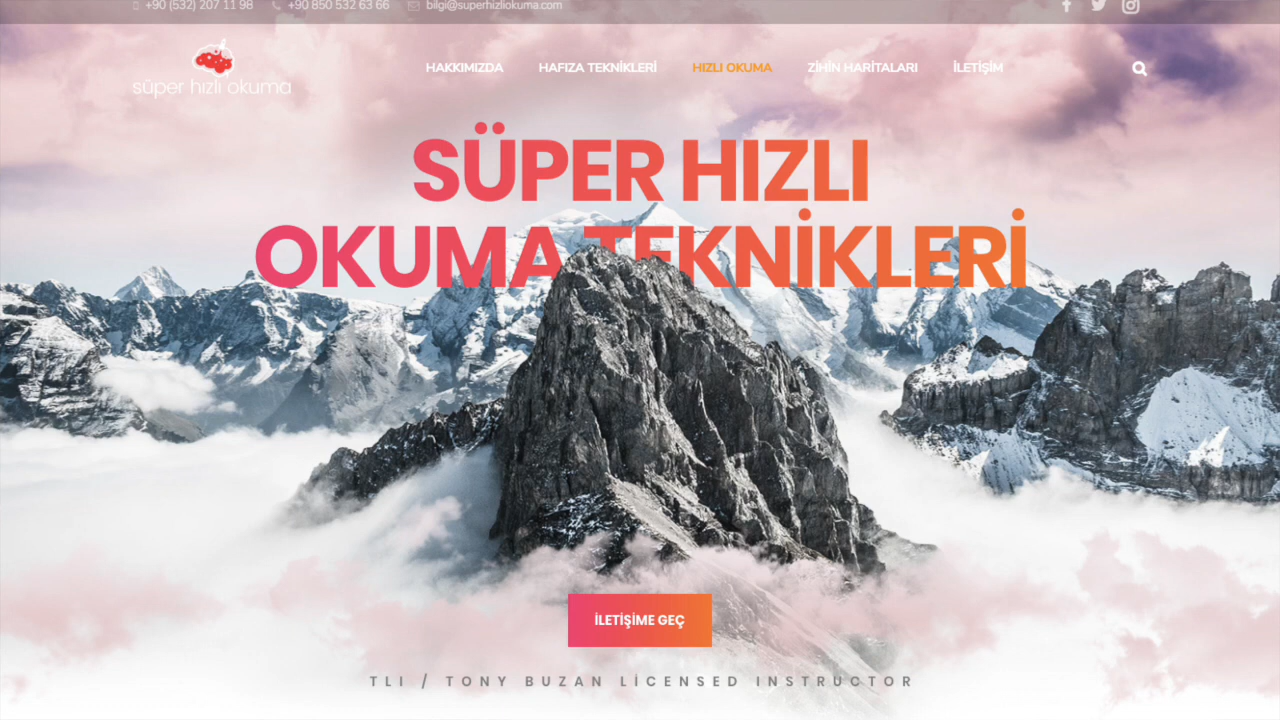 +90 (532) 207 11 98 +90 850 532 63 66 bilgi@superhizliokuma.com
süper hızlı okuma
HAKKIMIZDA HAFIZA TEKNİKLERİ HIZLI OKUMA ZİHİN HARİTALARI İLETİŞİM
SÜPER HIZLI
OKUMA TEKNİKLERİ
İLETİŞİME GEÇ
TLI / TONY BUZAN LİCENSED INSTRUCTOR